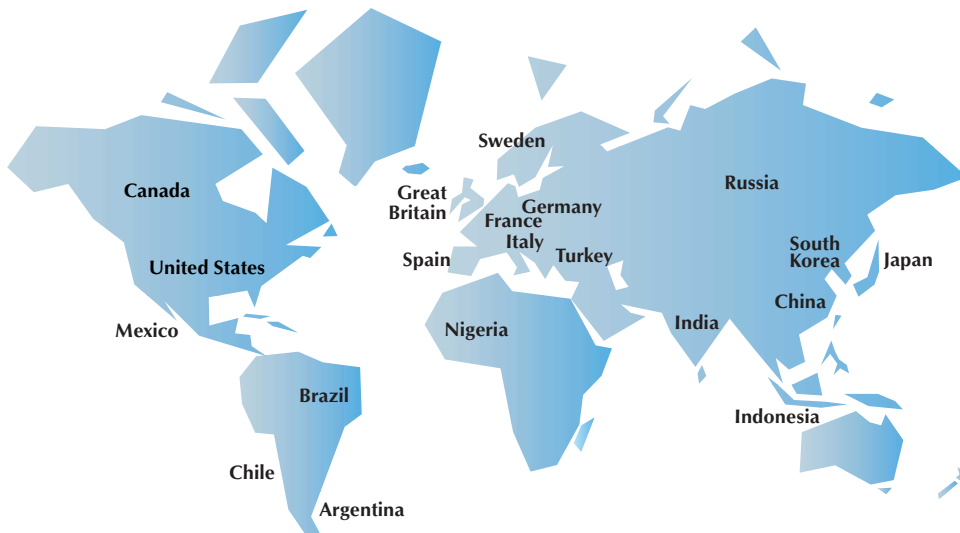 Sweden
Canada
Great
Britain
Germany
France
Italy
Spain
Turkey
Russia
South
Korea
Japan
United States
China
Mexico
Nigeria
India
Brazil
Indonesia
Chile
Argentina